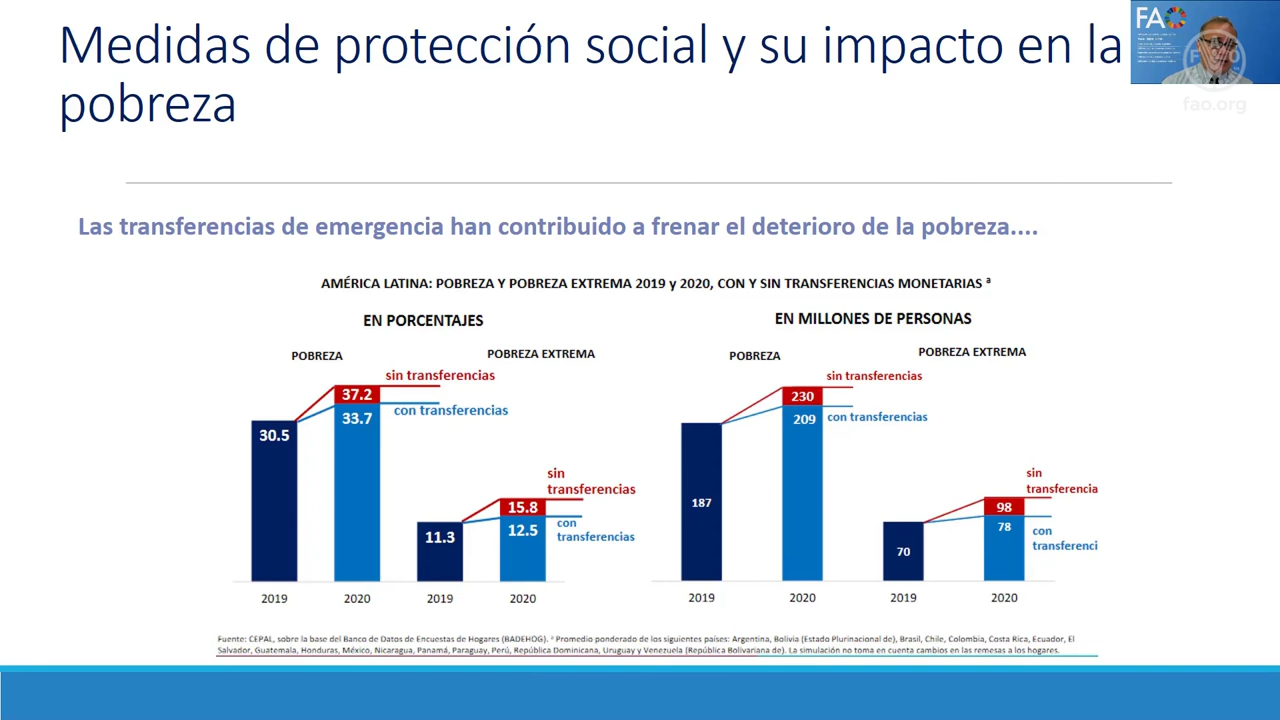 Medidas de protección social y su impacto en la
pobreza
FAO
fao.org
Las transferencias de emergencia han contribuido a frenar el deterioro de la pobreza....
AMÉRICA LATINA: POBREZA Y POBREZA EXTREMA 2019 y 2020, CON Y SIN TRANSFERENCIAS MONETARIAS ª
EN PORCENTAJES
POBREZA
POBREZA EXTREMA
sin transferencias
37.2
con transferencias
33.7
30.5
sin
transferencias
15.8
con
transferencias
12.5
11.3
2019
2020
2019
2020
EN MILLONES DE PERSONAS
POBREZA
POBREZA EXTREMA
sin transferencias
230
con transferencias
209
187
sin
transferencia
98
con
transferenci
78
70
2019
2020
2019
2020
Fuente: CEPAL, sobre la base del Banco de Datos de Encuestas de Hogares (BADEHOG). ª Promedio ponderado de los siguientes países: Argentina, Bolivia (Estado Plurinacional de), Brasil, Chile, Colombia, Costa Rica, Ecuador, El
Salvador, Guatemala, Honduras, México, Nicaragua, Panamá, Paraguay, Perú, República Dominicana, Uruguay y Venezuela (República Bolivariana de). La simulación no toma en cuenta cambios en las remesas a los hogares.